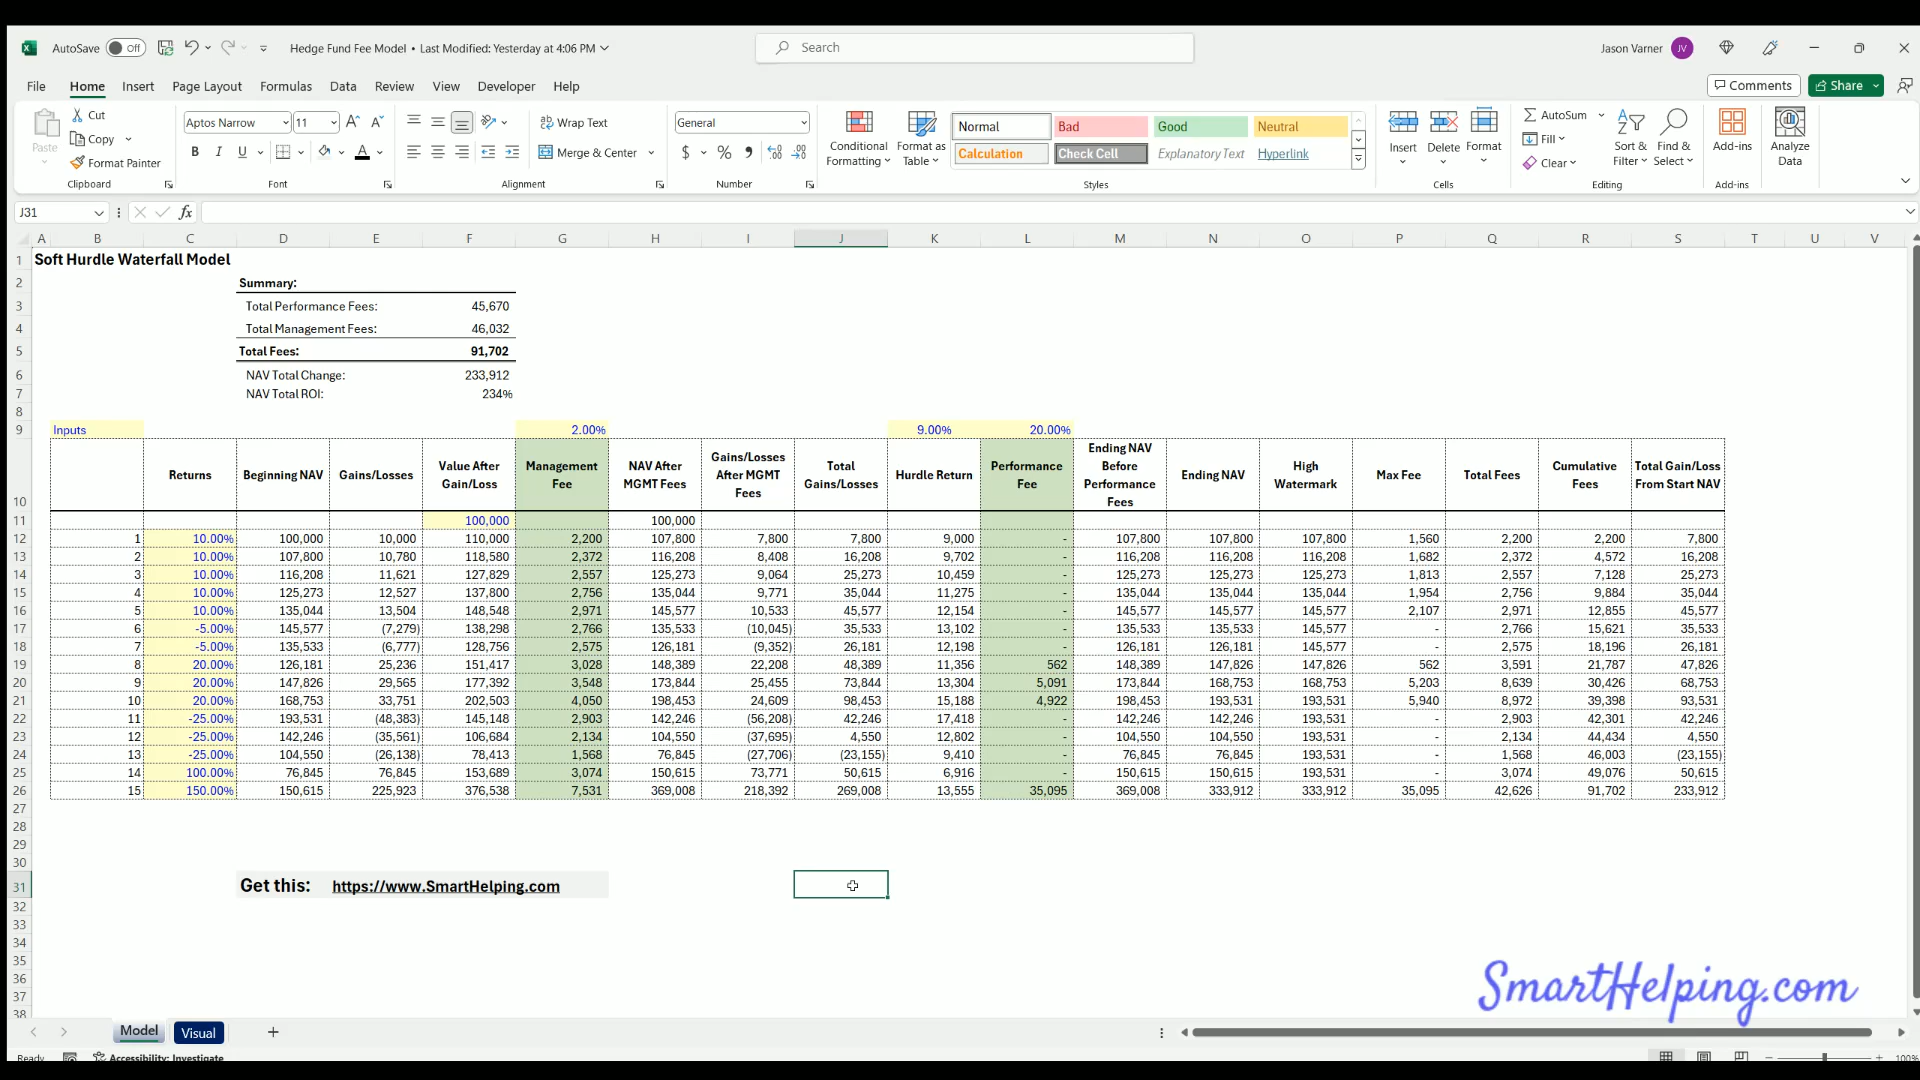 AutoSave Off Hedge Fund Fee Model • Last Modified: Yesterday at 4:06 PM Search Jason Varner JV
File Home Insert Page Layout Formulas Data Review View Developer Help Comments Share
Paste Cut Copy Format Painter Clipboard
Aptos Narrow 11 B I U A Font
ab Wrap Text Merge & Center Alignment
General $ % Number
Conditional Formatting Format as Table
Normal Bad Good Neutral
Calculation Check Cell Explanatory Text Hyperlink
Styles
Insert Delete Format Cells
AutoSum Fill Clear Sort & Filter Find & Select Editing
Add-ins Add-ins Analyze Data
J31 fx
A B C D E F G H I J K L M N O P Q R S T U V
1 Soft Hurdle Waterfall Model
2 Summary:
3 Total Performance Fees: 45,670
4 Total Management Fees: 46,032
5 Total Fees: 91,702
6 NAV Total Change: 233,912
7 NAV Total ROI: 234%
8
9 Inputs 2.00% 9.00% 20.00%
10 Returns Beginning NAV Gains/Losses Value After Gain/Loss Management Fee NAV After MGMT Fees Gains/Losses After MGMT Fees Total Gains/Losses Hurdle Return Performance Fee Ending NAV Before Performance Fees Ending NAV High Watermark Max Fee Total Fees Cumulative Fees Total Gain/Loss From Start NAV
11 100,000 100,000
12 1 10.00% 100,000 10,000 110,000 2,200 107,800 7,800 7,800 9,000 - 107,800 107,800 107,800 1,560 2,200 2,200 7,800
13 2 10.00% 107,800 10,780 118,580 2,372 116,208 8,408 16,208 9,702 - 116,208 116,208 116,208 1,682 2,372 4,572 16,208
14 3 10.00% 116,208 11,621 127,829 2,557 125,273 9,064 25,273 10,459 - 125,273 125,273 125,273 1,813 2,557 7,128 25,273
15 4 10.00% 125,273 12,527 137,800 2,756 135,044 9,771 35,044 11,275 - 135,044 135,044 135,044 1,954 2,756 9,884 35,044
16 5 10.00% 135,044 13,504 148,548 2,971 145,577 10,533 45,577 12,154 - 145,577 145,577 145,577 2,107 2,971 12,855 45,577
17 6 -5.00% 145,577 (7,279) 138,298 2,766 135,533 (10,045) 35,533 13,102 - 135,533 135,533 145,577 - 2,766 15,621 35,533
18 7 -5.00% 135,533 (6,777) 128,756 2,575 126,181 (9,352) 26,181 12,198 - 126,181 126,181 145,577 - 2,575 18,196 26,181
19 8 20.00% 126,181 25,236 151,417 3,028 148,389 22,208 48,389 11,356 562 148,389 147,826 147,826 562 3,591 21,787 47,826
20 9 20.00% 147,826 29,565 177,392 3,548 173,844 25,455 73,844 13,304 5,091 173,844 168,753 168,753 5,203 8,639 30,426 68,753
21 10 20.00% 168,753 33,751 202,503 4,050 198,453 24,609 98,453 15,188 4,922 198,453 193,531 193,531 5,940 8,972 39,398 93,531
22 11 -25.00% 193,531 (48,383) 145,148 2,903 142,246 (56,208) 42,246 17,418 - 142,246 142,246 193,531 - 2,903 42,301 42,246
23 12 -25.00% 142,246 (35,561) 106,684 2,134 104,550 (37,695) 4,550 12,802 - 104,550 104,550 193,531 - 2,134 44,434 4,550
24 13 -25.00% 104,550 (26,138) 78,413 1,568 76,845 (27,706) (23,155) 9,410 - 76,845 76,845 193,531 - 1,568 46,003 (23,155)
25 14 100.00% 76,845 76,845 153,689 3,074 150,615 73,771 50,615 6,916 - 150,615 150,615 193,531 - 3,074 49,076 50,615
26 15 150.00% 150,615 225,923 376,538 7,531 369,008 218,392 269,008 13,555 35,095 369,008 333,912 333,912 35,095 42,626 91,702 233,912
27
28
29
30
31 Get this: https://www.SmartHelping.com
32
33
34
35
36
37
38
SmartHelping.com
Model Visual +
Ready Accessibility: Investigate 100%